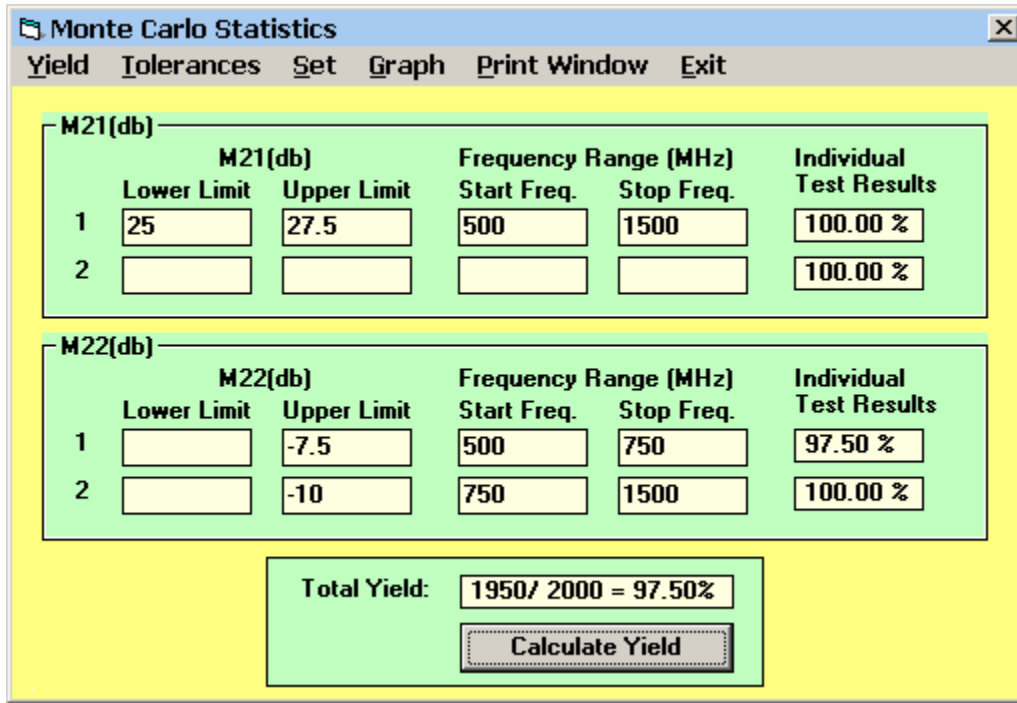 Monte Carlo Statistics
Yield Tolerances Set Graph Print Window Exit
M21(db)
M21(db) Frequency Range (MHz) Individual
Lower Limit Upper Limit Start Freq. Stop Freq. Test Results
1 25 27.5 500 1500 100.00 %
2 100.00 %
M22(db)
M22(db) Frequency Range (MHz) Individual
Lower Limit Upper Limit Start Freq. Stop Freq. Test Results
1 -7.5 500 750 97.50 %
2 -10 750 1500 100.00 %
Total Yield: 1950/ 2000 = 97.50%
Calculate Yield